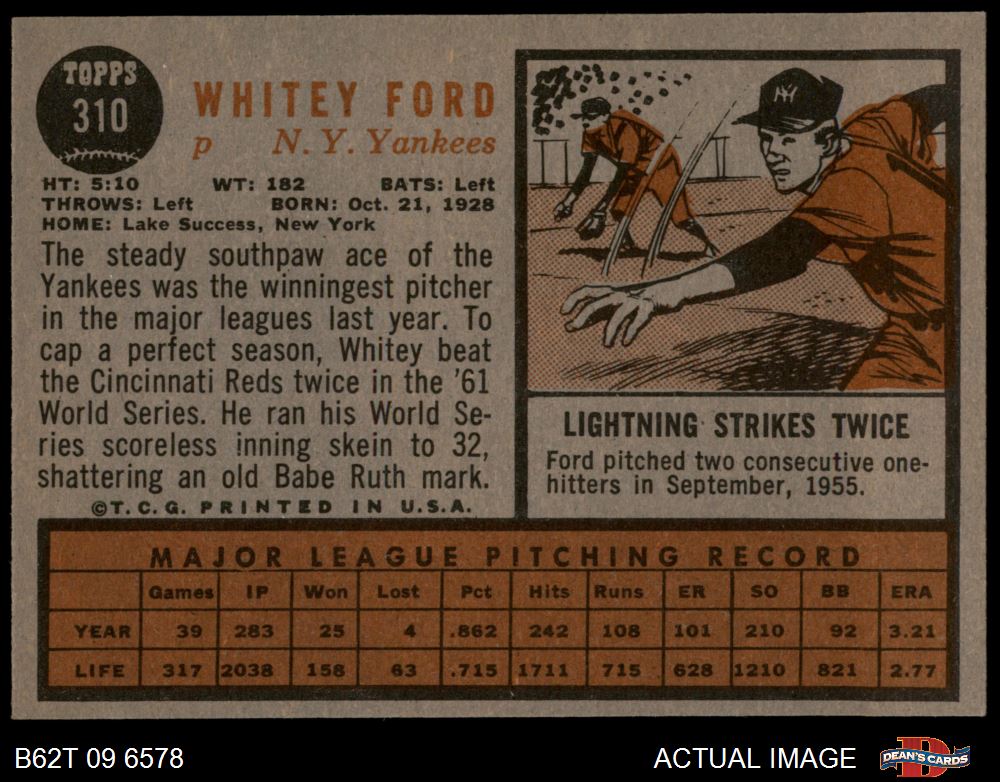 TOPPS
310
WHITEY FORD
p N. Y. Yankees
HT: 5:10 WT: 182 BATS: Left
THROWS: Left BORN: Oct. 21, 1928
HOME: Lake Success, New York
The steady southpaw ace of the
Yankees was the winningest pitcher
in the major leagues last year. To
cap a perfect season, Whitey beat
the Cincinnati Reds twice in the '61
World Series. He ran his World Se-
ries scoreless inning skein to 32,
shattering an old Babe Ruth mark.
©T. C. G. PRINTED IN U.S.A.
NY
LIGHTNING STRIKES TWICE
Ford pitched two consecutive one-
hitters in September, 1955.
MAJOR LEAGUE PITCHING RECORD
Games IP Won Lost Pct Hits Runs ER SO BB ERA
YEAR 39 283 25 4 .862 242 108 101 210 92 3.21
LIFE 317 2038 158 63 .715 1711 715 628 1210 821 2.77
B62T 09 6578 ACTUAL IMAGE DEAN'S CARDS